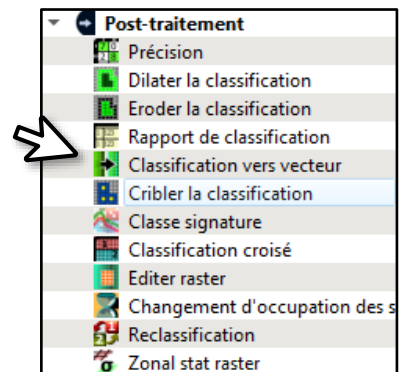 Post-traitement
Précision
Dilater la classification
Eroder la classification
Rapport de classification
Classification vers vecteur
Cribler la classification
Classe signature
Classification croisé
Editer raster
Changement d'occupation des s
Reclassification
Zonal stat raster